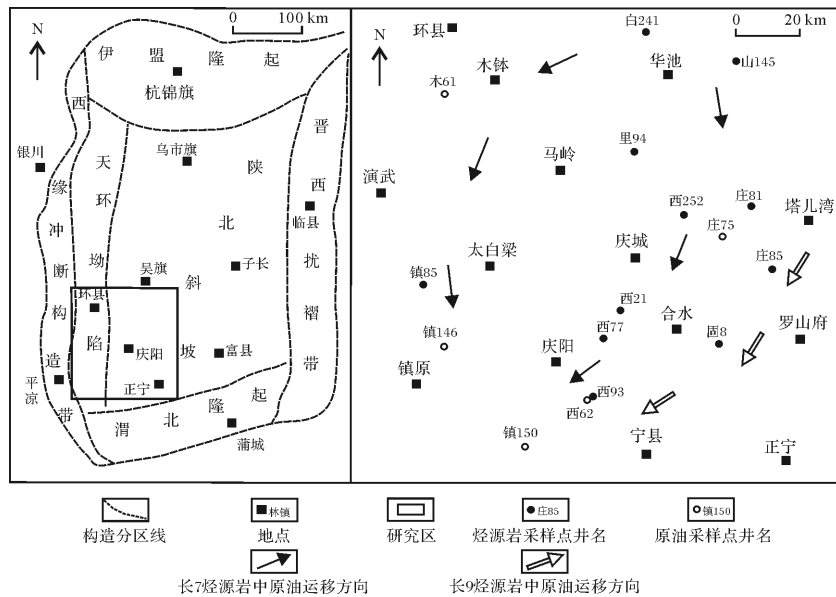 N
0 100 km
伊盟隆起
杭锦旗
西缘冲断构造带
银川
天环坳陷
乌市旗
陕北斜坡
晋西扰褶带
临县
子长
吴旗
环县
庆阳
富县
正宁
平凉
渭北隆起
蒲城
N
0 20 km
环县
白241
木钵
华池
山145
木61
里94
马岭
演武
西252
庄81
塔儿湾
庄75
太白梁
庆城
庄85
镇85
西21
合水
罗山府
镇146
西77
固8
镇原
庆阳
西93
西62
镇150
宁县
正宁
构造分区线
林镇
地点
研究区
庄85
烃源岩采样点井名
镇150
原油采样点井名
长7烃源岩中原油运移方向
长9烃源岩中原油运移方向